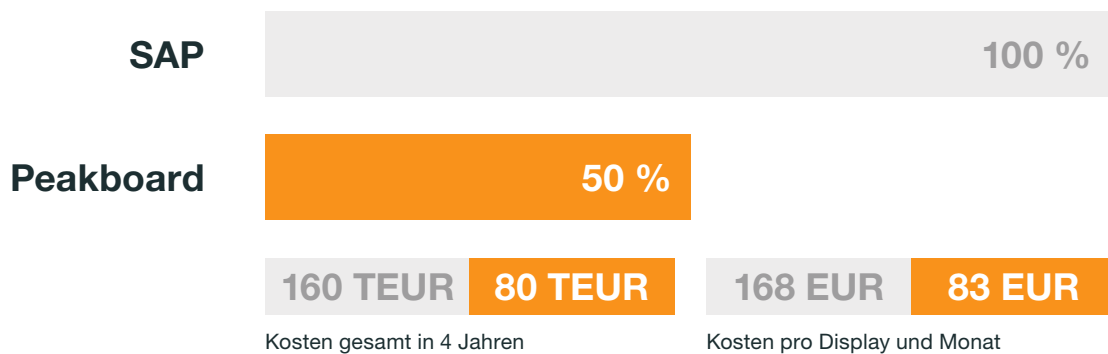 SAP
100 %
Peakboard
50 %
160 TEUR 80 TEUR 168 EUR 83 EUR
Kosten gesamt in 4 Jahren Kosten pro Display und Monat